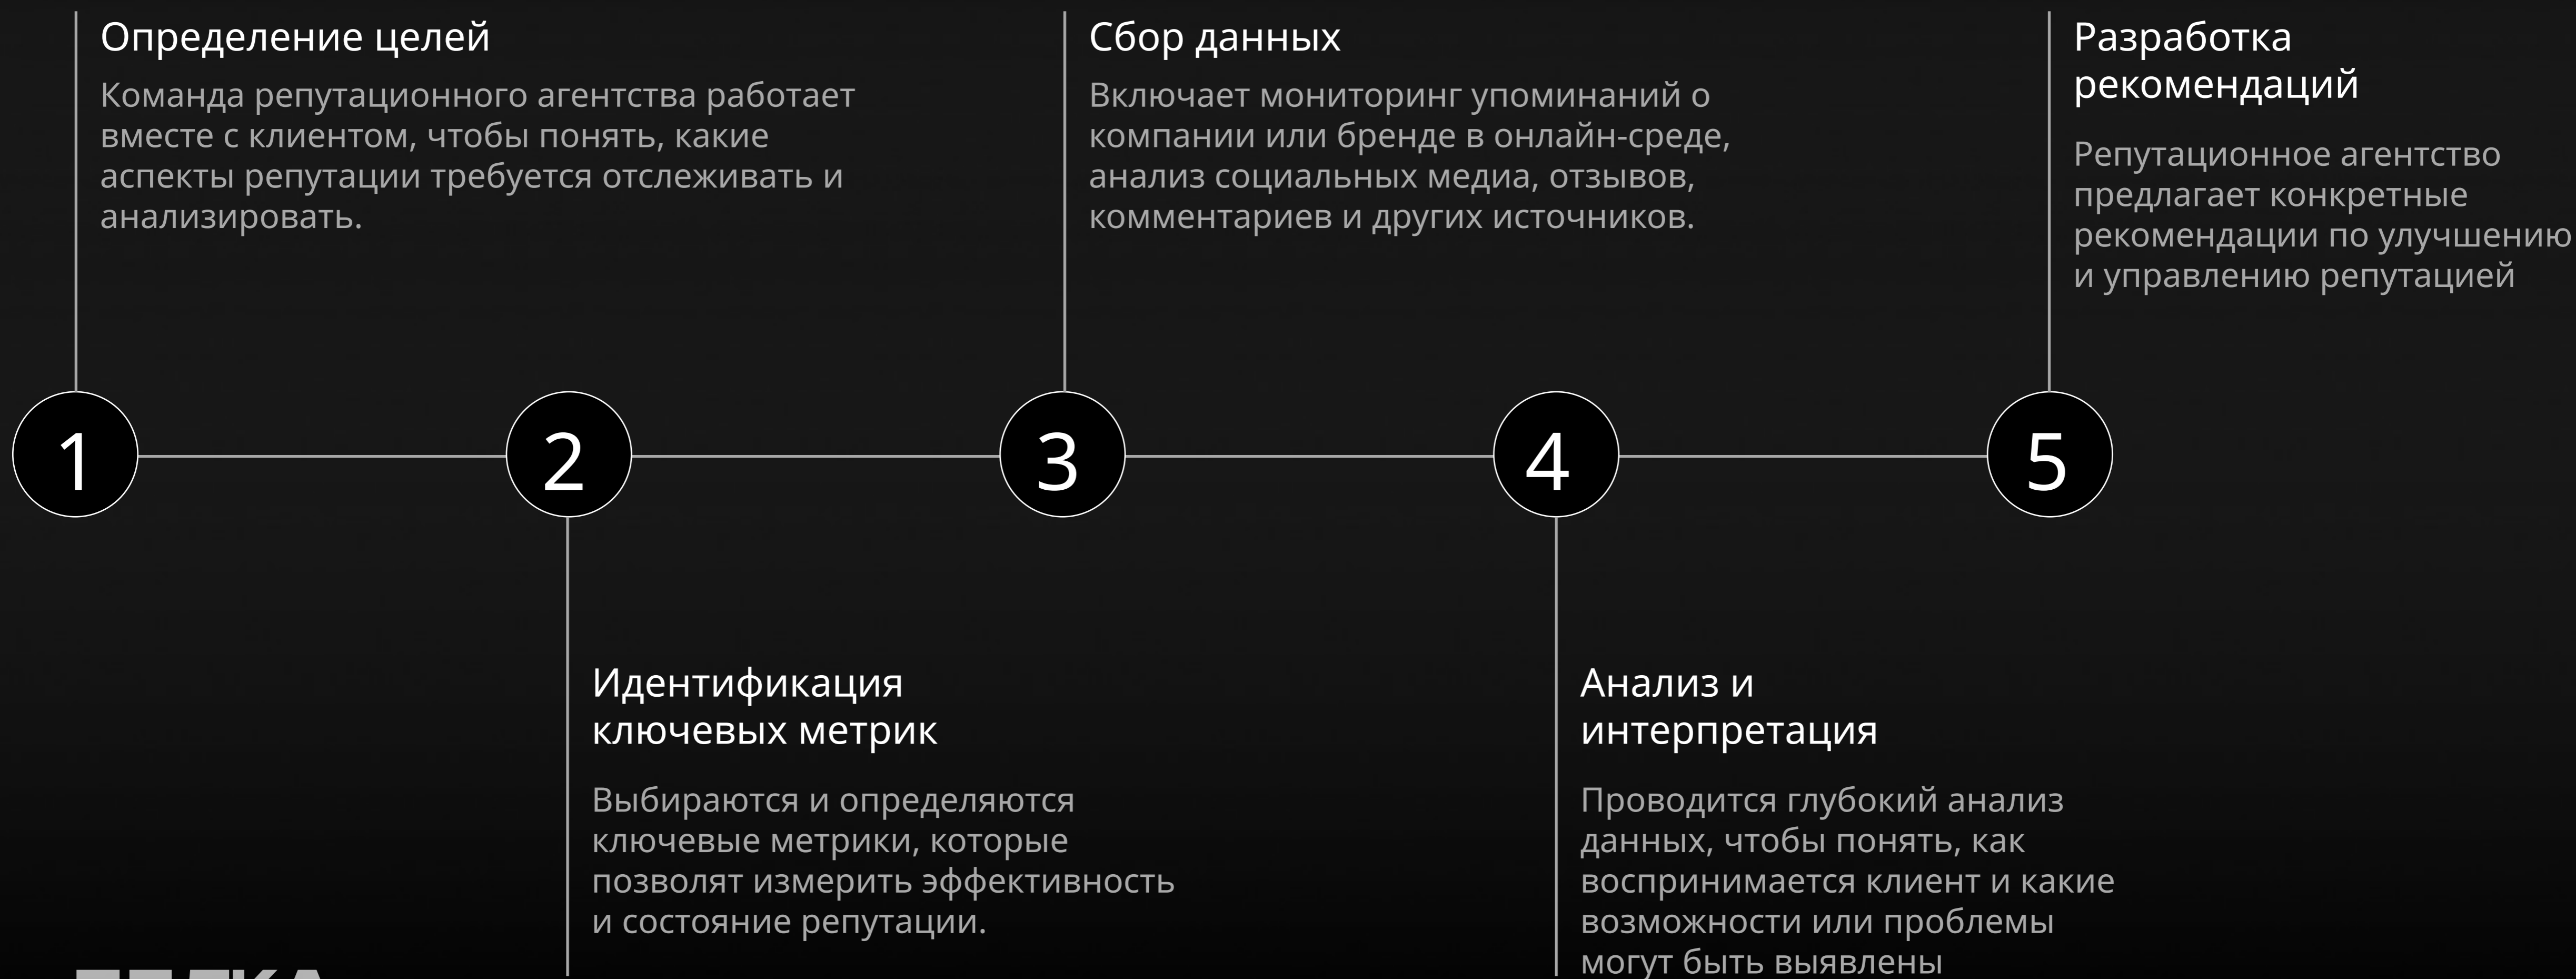 Определение целей
Команда репутационного агентства работает
вместе с клиентом, чтобы понять, какие
аспекты репутации требуется отслеживать и
анализировать.
Сбор данных
Включает мониторинг упоминаний о
компании или бренде в онлайн-среде,
анализ социальных медиа, отзывов,
комментариев и других источников.
Разработка
рекомендаций
Репутационное агентство
предлагает конкретные
рекомендации по улучшению
и управлению репутацией
1
2
3
4
5
Идентификация
ключевых метрик
Выбираются и определяются
ключевые метрики, которые
позволят измерить эффективность
и состояние репутации.
Анализ и
интерпретация
Проводится глубокий анализ
данных, чтобы понять, как
воспринимается клиент и какие
возможности или проблемы
могут быть выявлены